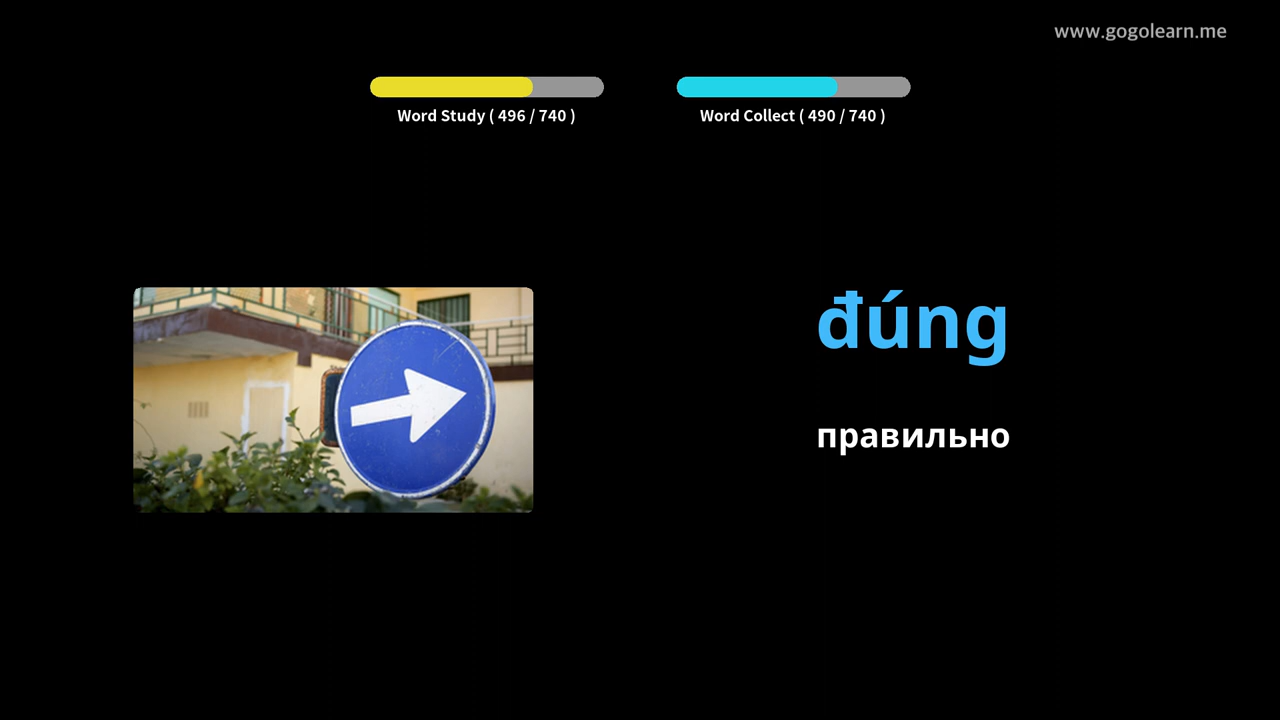 www.gogolearn.me
Word Study ( 496 / 740 )
Word Collect ( 490 / 740 )
đúng
правильно